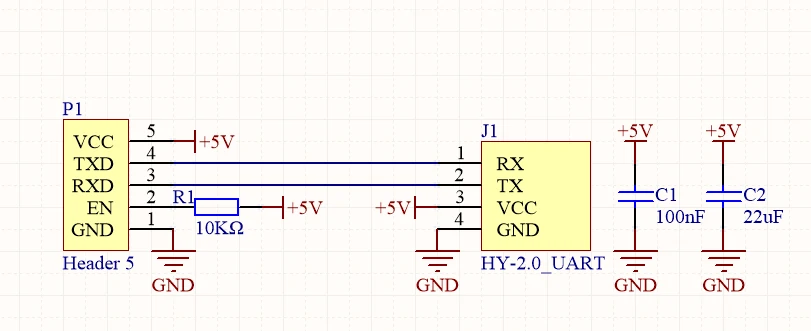 P1
VCC 5 +5V
TXD 4
RXD 3
EN 2 R1 10KΩ +5V
GND 1
Header 5
GND
J1
1 RX
2 TX
+5V 3 VCC
4 GND
HY-2.0_UART
GND
+5V
C1
100nF
GND
+5V
C2
22uF
GND